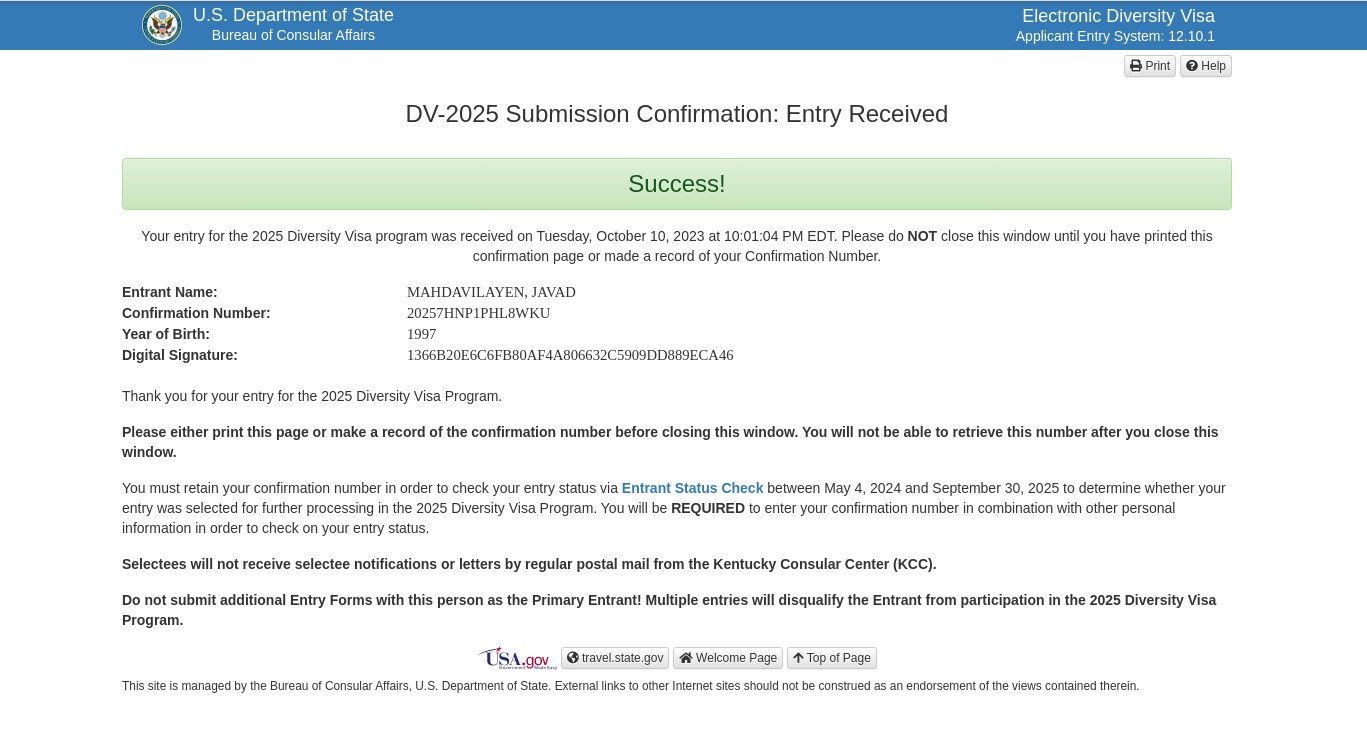 U.S. Department of State
Bureau of Consular Affairs
Electronic Diversity Visa
Applicant Entry System: 12.10.1
Print Help
DV-2025 Submission Confirmation: Entry Received
Success!
Your entry for the 2025 Diversity Visa program was received on Tuesday, October 10, 2023 at 10:01:04 PM EDT. Please do NOT close this window until you have printed this
confirmation page or made a record of your Confirmation Number.
Entrant Name: MAHDAVILAYEN, JAVAD
Confirmation Number: 20257HNP1PHL8WKU
Year of Birth: 1997
Digital Signature: 1366B20E6C6FB80AF4A806632C5909DD889ECA46
Thank you for your entry for the 2025 Diversity Visa Program.
Please either print this page or make a record of the confirmation number before closing this window. You will not be able to retrieve this number after you close this
window.
You must retain your confirmation number in order to check your entry status via Entrant Status Check between May 4, 2024 and September 30, 2025 to determine whether your
entry was selected for further processing in the 2025 Diversity Visa Program. You will be REQUIRED to enter your confirmation number in combination with other personal
information in order to check on your entry status.
Selectees will not receive selectee notifications or letters by regular postal mail from the Kentucky Consular Center (KCC).
Do not submit additional Entry Forms with this person as the Primary Entrant! Multiple entries will disqualify the Entrant from participation in the 2025 Diversity Visa
Program.
USA.gov travel.state.gov Welcome Page Top of Page
Government Made Easy
This site is managed by the Bureau of Consular Affairs, U.S. Department of State. External links to other Internet sites should not be construed as an endorsement of the views contained therein.